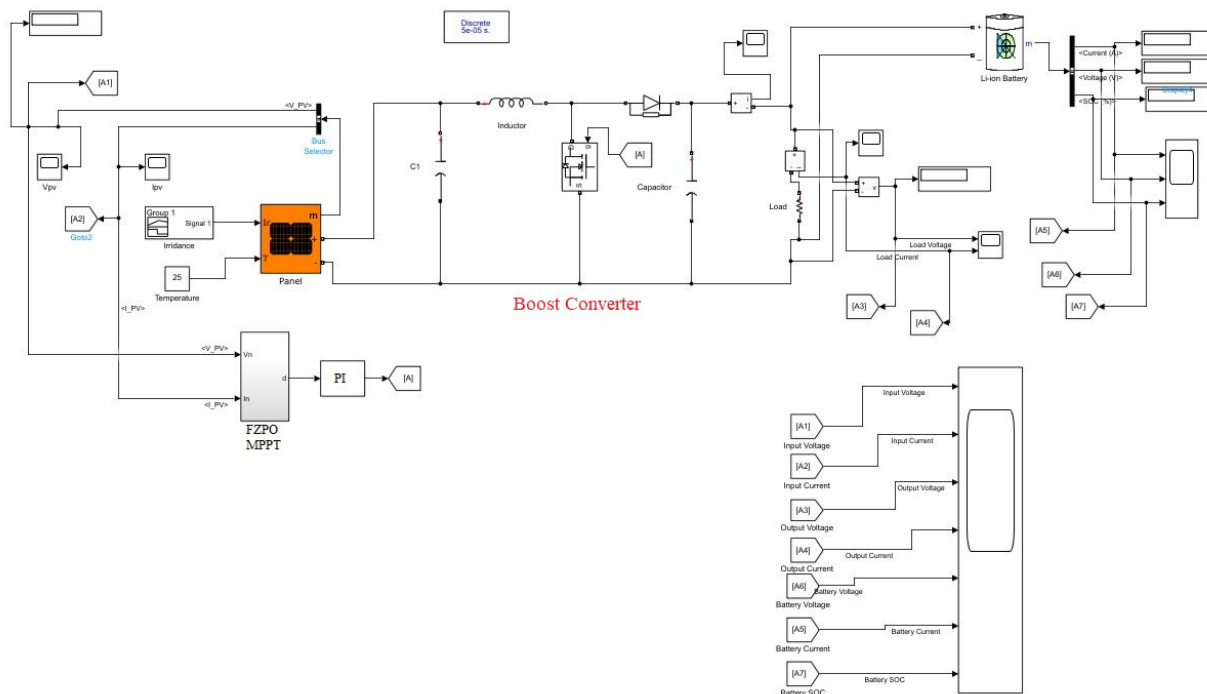 Discrete
5e-05 s.
[A1]
<V_PV>
Bus
Selector
Vpv
Ipv
[A2]
Goto2
Group 1
Signal 1
Irridance
25
Temperature
Ir
T
m
+
-
Panel
C1
Inductor
g
S
[A]
Capacitor
+
-
i
Load
+
-
i
+
-
v
+
_
m
Li-ion Battery
<Current (A)>
<Voltage (V)>
<SOC (%)>
Load Voltage
Load Current
[A3]
[A4]
[A5]
[A6]
[A7]
Boost Converter
<I_PV>
<V_PV>
<I_PV>
Vn
In
d
FZPO
MPPT
PI
[A]
[A1]
Input Voltage
Input Voltage
[A2]
Input Current
Input Current
[A3]
Output Voltage
Output Voltage
[A4]
Output Current
Output Current
[A6]
Battery Voltage
Battery Voltage
[A5]
Battery Current
Battery Current
[A7]
Battery SOC
Battery SOC